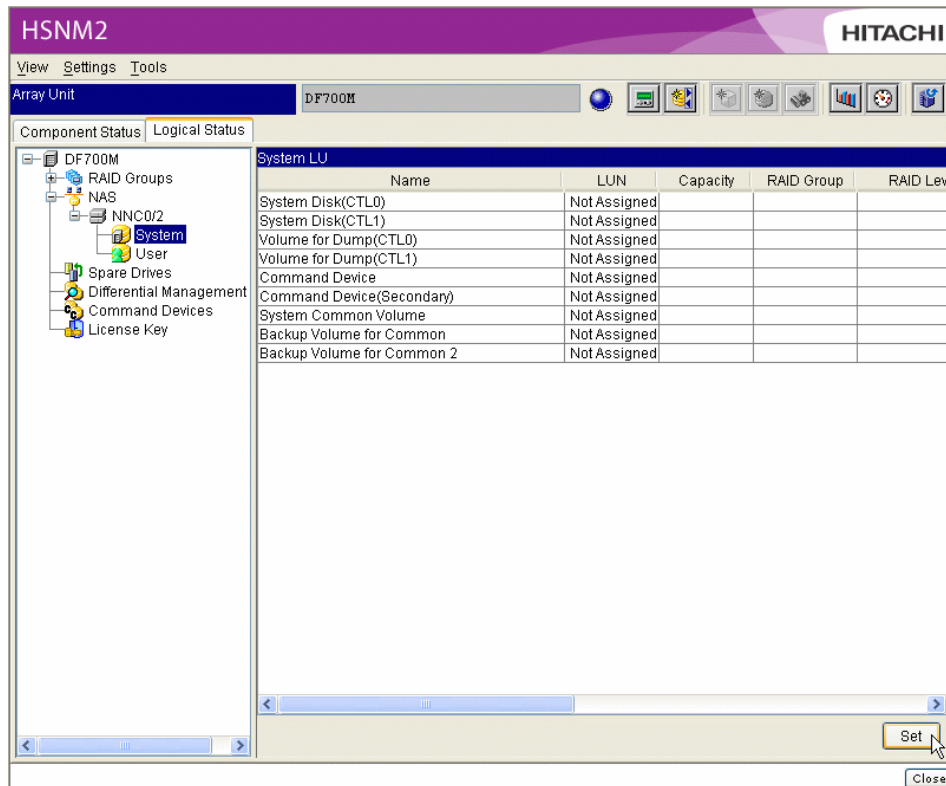 HSNM2
HITACHI
View Settings Tools
Array Unit
DF700M
Component Status Logical Status
DF700M
RAID Groups
NAS
NNC0/2
System
User
Spare Drives
Differential Management
Command Devices
License Key
System LU
Name LUN Capacity RAID Group RAID Lev
System Disk(CTL0) Not Assigned
System Disk(CTL1) Not Assigned
Volume for Dump(CTL0) Not Assigned
Volume for Dump(CTL1) Not Assigned
Command Device Not Assigned
Command Device(Secondary) Not Assigned
System Common Volume Not Assigned
Backup Volume for Common Not Assigned
Backup Volume for Common 2 Not Assigned
Set
Close